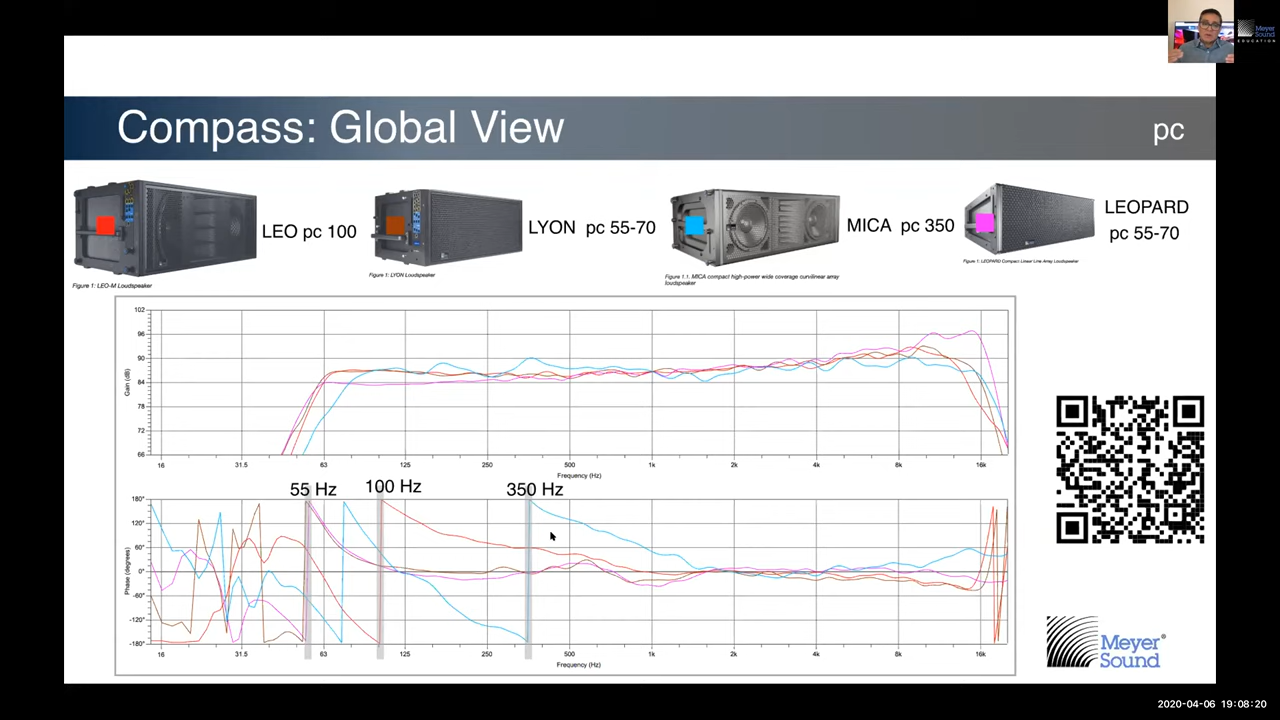 Meyer
Sound
EDUCATION
Compass: Global View
pc
LEO pc 100
LYON pc 55-70
MICA pc 350
LEOPARD
pc 55-70
Figure 1: LEO-M Loudspeaker
Figure 1: LYON Loudspeaker
Figure 1.1. MICA compact high-power wide coverage curvilinear array
loudspeaker
Figure 1: LEOPARD Compact Linear Line Array Loudspeaker
102
96
90
84
78
72
66
Gain (dB)
16 31.5 63 125 250 500 1k 2k 4k 8k 16k
Frequency (Hz)
55 Hz 100 Hz 350 Hz
180°
120°
60°
0°
-60°
-120°
-180°
Phase (degrees)
16 31.5 63 125 250 500 1k 2k 4k 8k 16k
Frequency (Hz)
Meyer®
Sound
2020-04-06 19:08:20